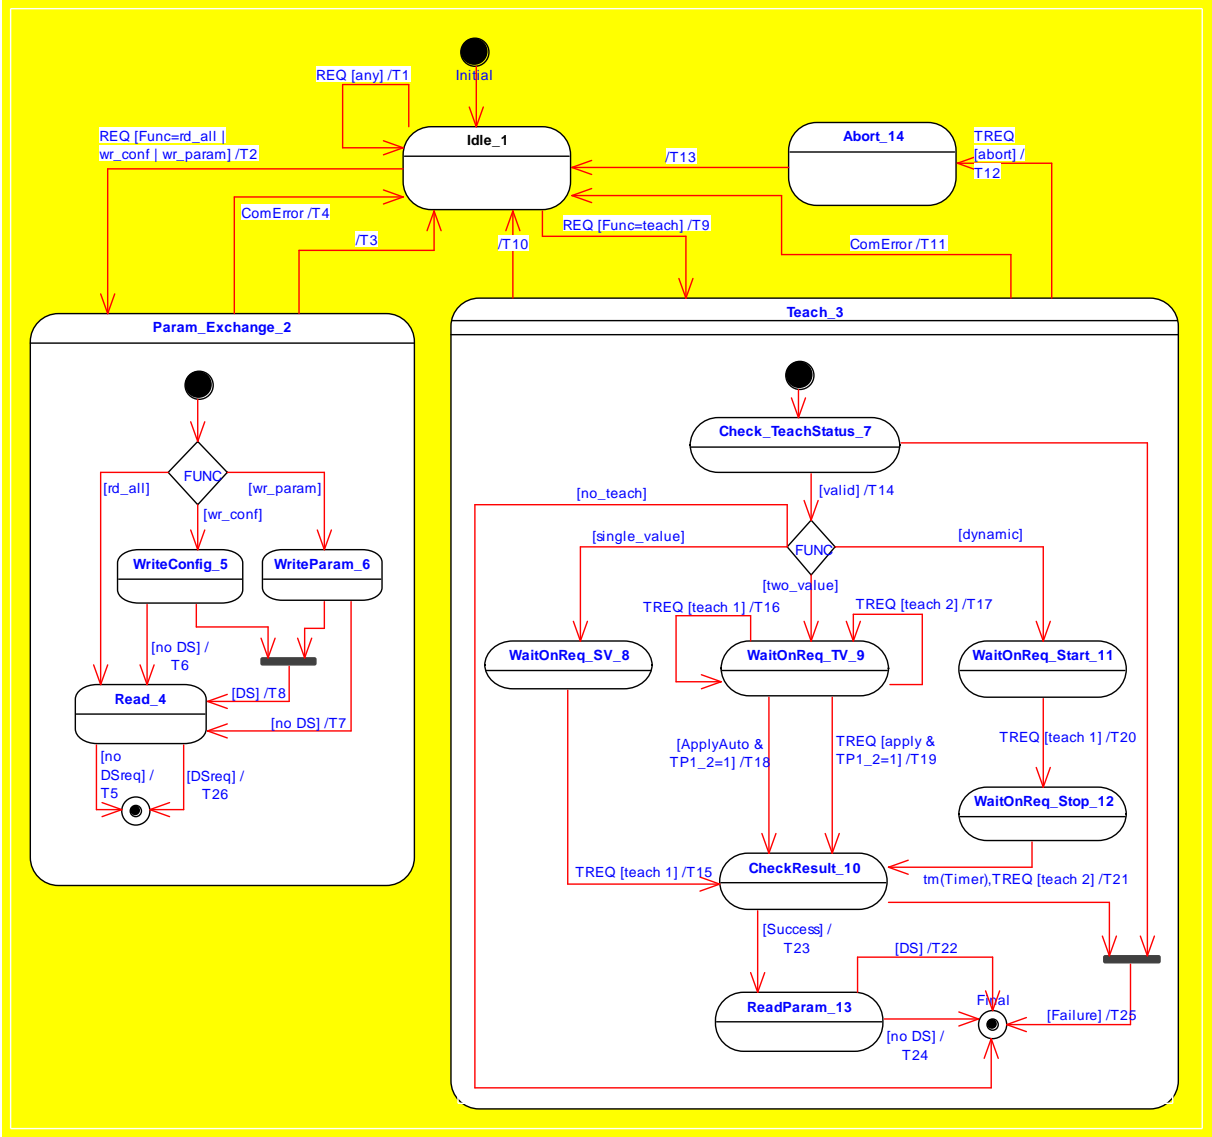 Initial
REQ [any] /T1
REQ [Func=rd_all |
wr_conf | wr_param] /T2
Idle_1
Abort_14
TREQ
[abort] /
T12
/T13
ComError /T4
/T3
/T10
REQ [Func=teach] /T9
ComError /T11
Param_Exchange_2
FUNC
[rd_all]
[wr_conf]
[wr_param]
WriteConfig_5
WriteParam_6
[no DS] /
T6
[DS] /T8
[no DS] /T7
Read_4
[no
DSreq] /
T5
[DSreq] /
T26
Teach_3
Check_TeachStatus_7
[no_teach]
[valid] /T14
[single_value]
FUNC
[dynamic]
[two_value]
TREQ [teach 1] /T16
TREQ [teach 2] /T17
WaitOnReq_SV_8
WaitOnReq_TV_9
WaitOnReq_Start_11
[ApplyAuto &
TP1_2=1] /T18
TREQ [apply &
TP1_2=1] /T19
TREQ [teach 1] /T20
WaitOnReq_Stop_12
TREQ [teach 1] /T15
CheckResult_10
tm(Timer),TREQ [teach 2] /T21
[Success] /
T23
[DS] /T22
ReadParam_13
Final
[no DS] /
T24
[Failure] /T25